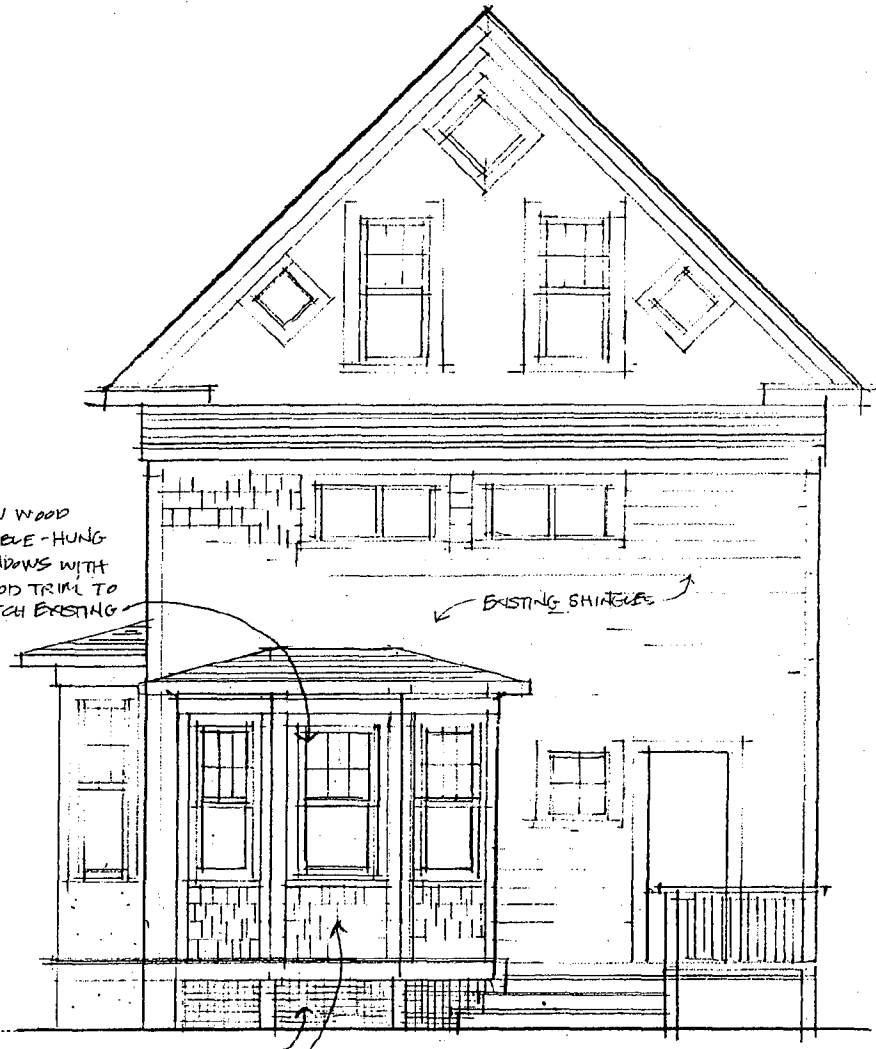 WOOD
-HUNG
WITH
TRIM TO
EXISTING
EXISTING SHINGLES